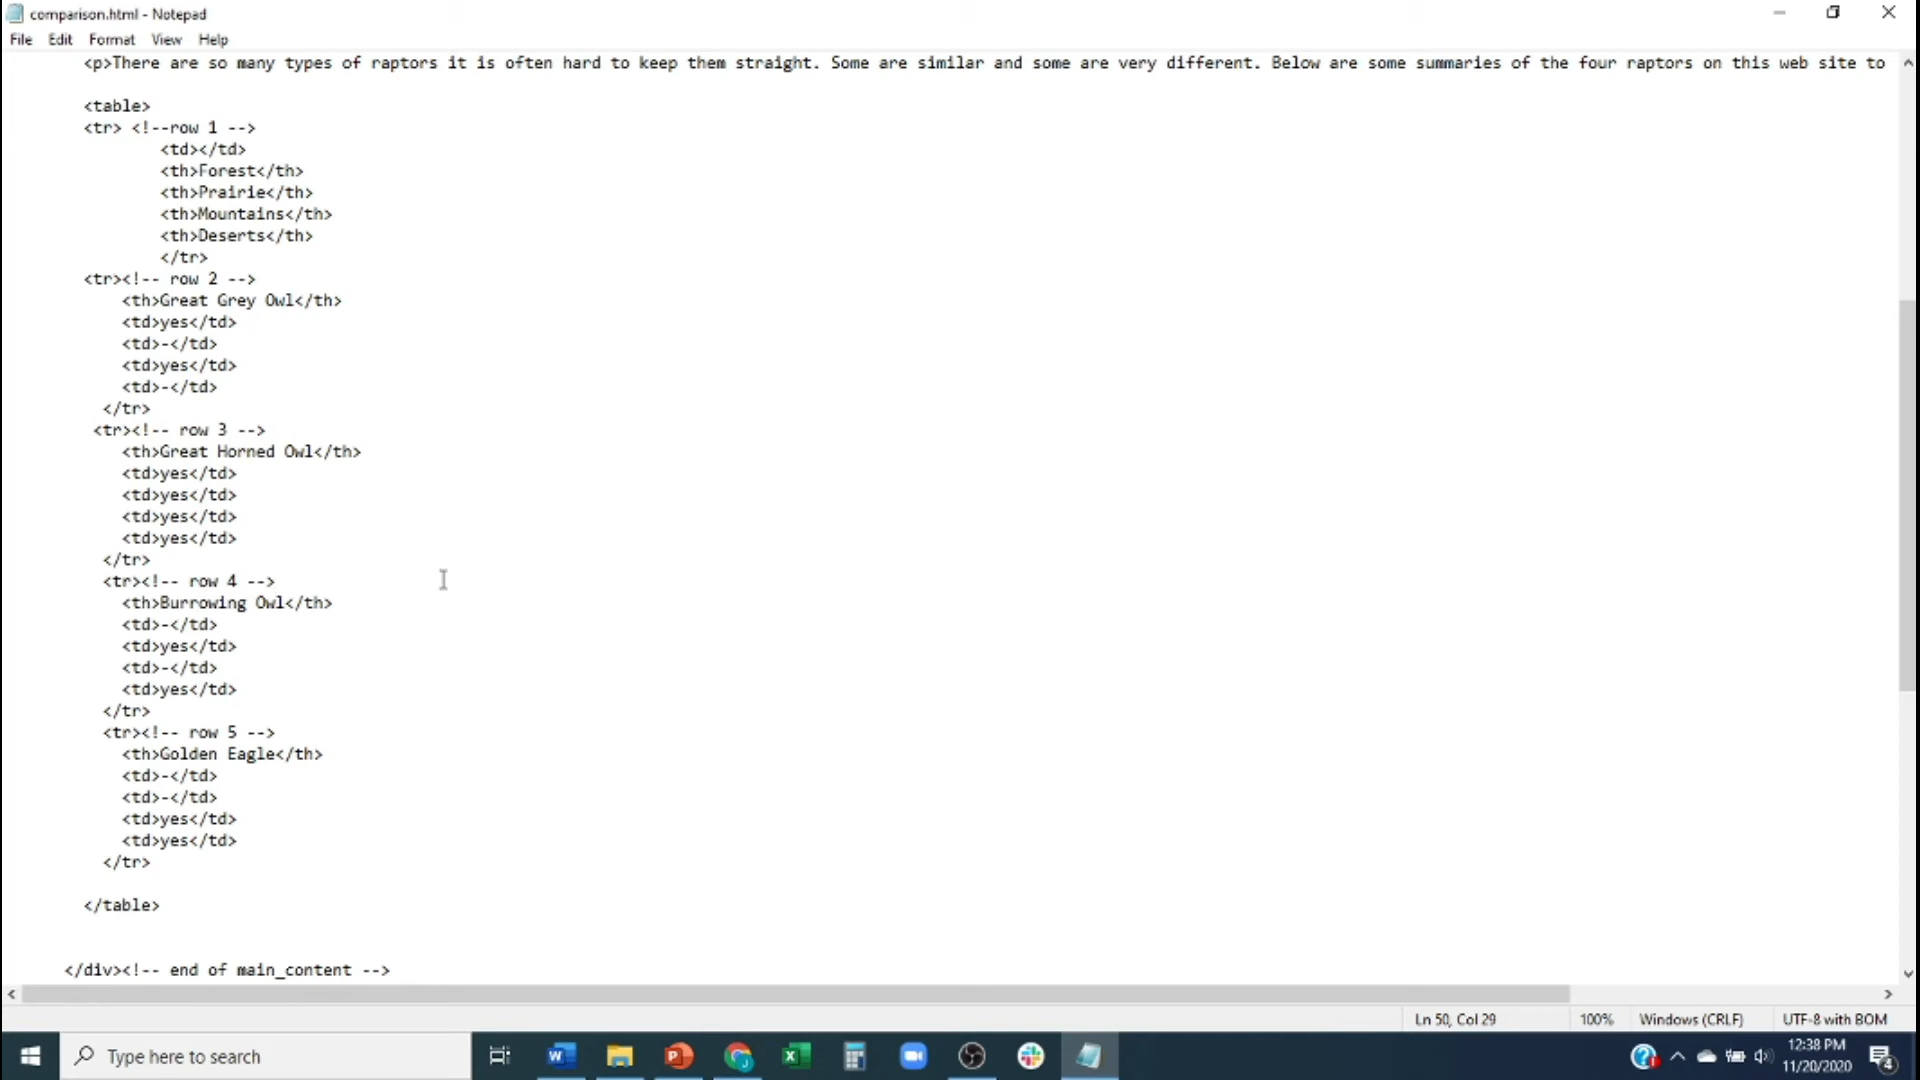 comparison.html - Notepad
File Edit Format View Help
<p>There are so many types of raptors it is often hard to keep them straight. Some are similar and some are very different. Below are some summaries of the four raptors on this web site to
<table>
<tr> <!--row 1 -->
<td></td>
<th>Forest</th>
<th>Prairie</th>
<th>Mountains</th>
<th>Deserts</th>
</tr>
<tr><!-- row 2 -->
<th>Great Grey Owl</th>
<td>yes</td>
<td>-</td>
<td>yes</td>
<td>-</td>
</tr>
<tr><!-- row 3 -->
<th>Great Horned Owl</th>
<td>yes</td>
<td>yes</td>
<td>yes</td>
<td>yes</td>
</tr>
<tr><!-- row 4 -->
<th>Burrowing Owl</th>
<td>-</td>
<td>yes</td>
<td>-</td>
<td>yes</td>
</tr>
<tr><!-- row 5 -->
<th>Golden Eagle</th>
<td>-</td>
<td>-</td>
<td>yes</td>
<td>yes</td>
</tr>
</table>
</div><!-- end of main_content -->
Ln 50, Col 29 100% Windows (CRLF) UTF-8 with BOM
Type here to search
12:38 PM
11/20/2020
4